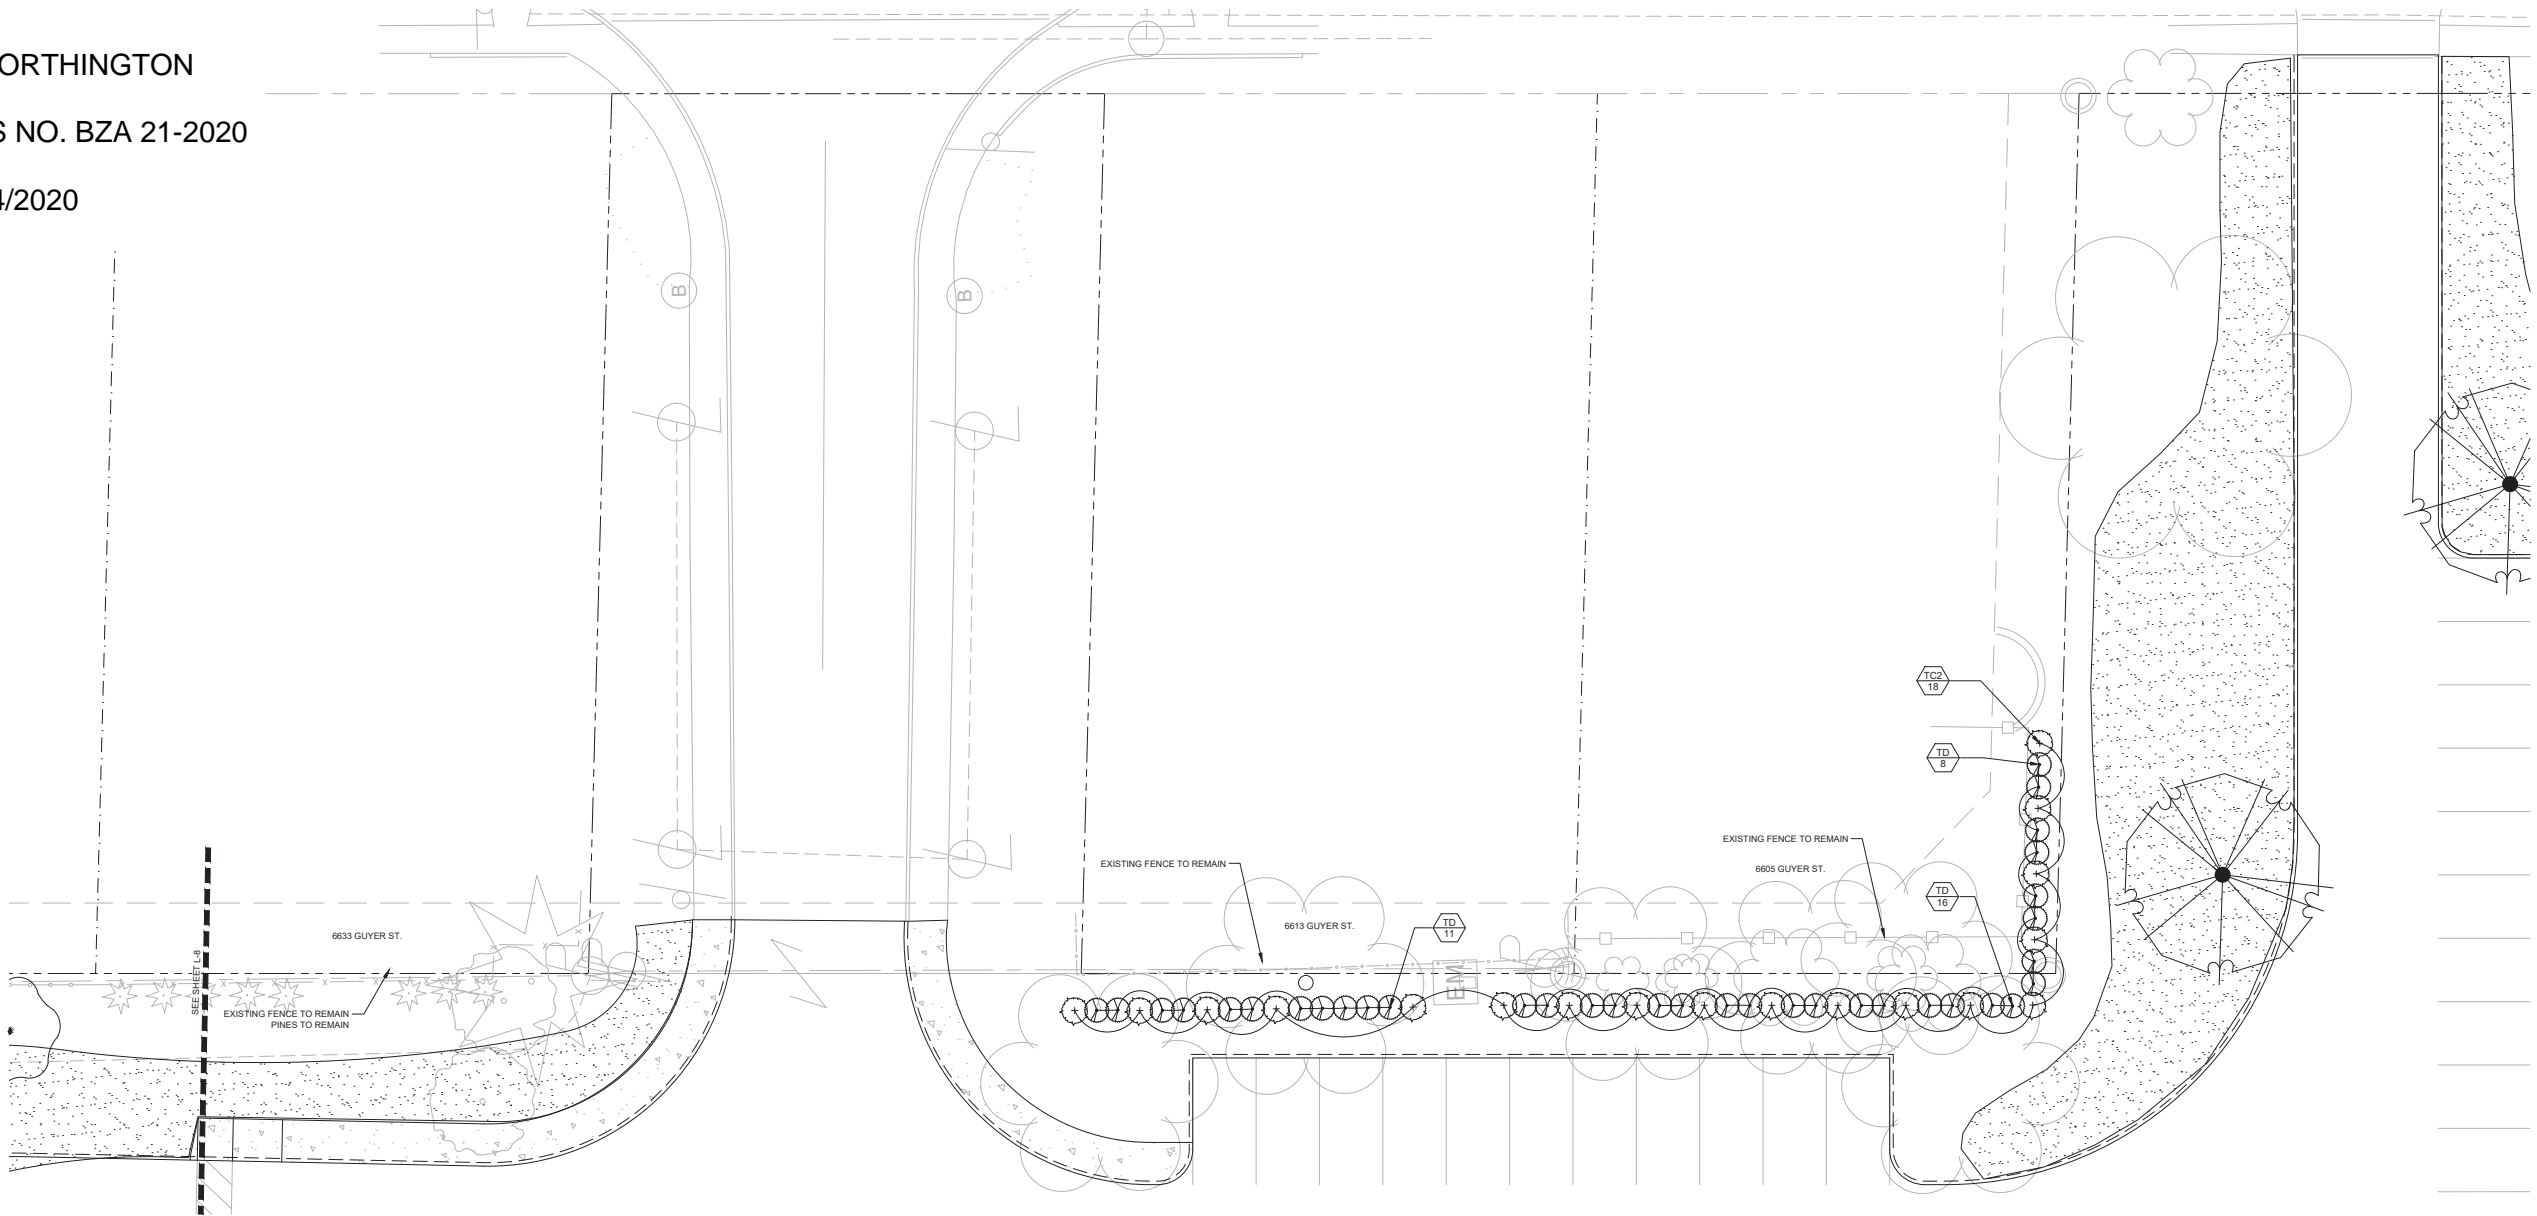 ORTHINGTON
S NO. BZA 21-2020
4/2020
B
B
TC2
18
TD
8
EXISTING FENCE TO REMAIN
6605 GUYER ST.
EXISTING FENCE TO REMAIN
TD
16
6613 GUYER ST.
TD
11
6633 GUYER ST.
EM
SEE SHEET L-8
EXISTING FENCE TO REMAIN
PINES TO REMAIN